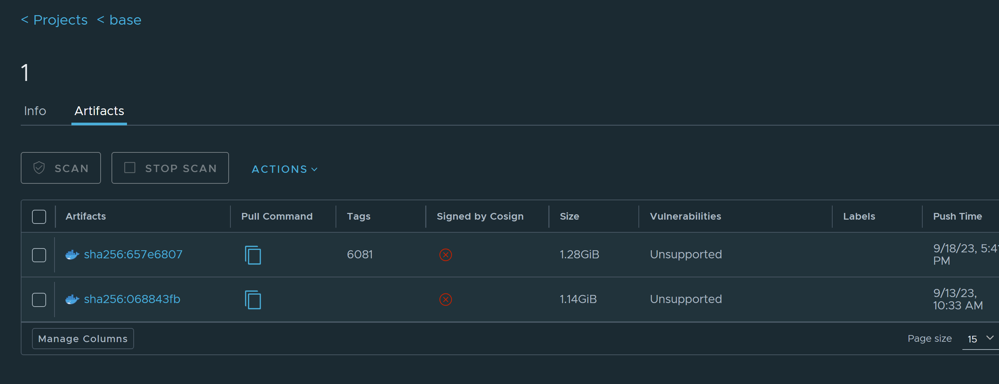 < Projects < base
1
Info Artifacts
SCAN STOP SCAN ACTIONS
Artifacts Pull Command Tags Signed by Cosign Size Vulnerabilities Labels Push Time
sha256:657e6807 6081 1.28GiB Unsupported 9/18/23, 5:41
PM
sha256:068843fb 1.14GiB Unsupported 9/13/23,
10:33 AM
Manage Columns Page size 15